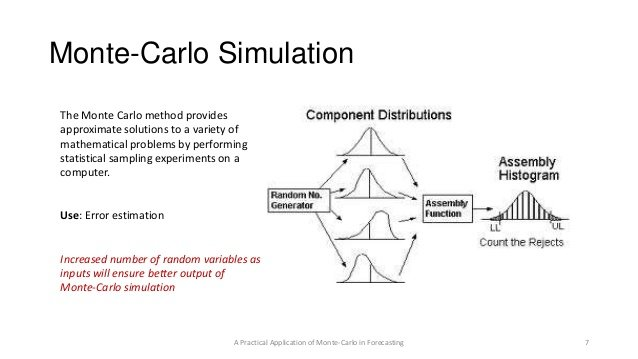 Monte-Carlo Simulation
The Monte Carlo method provides
approximate solutions to a variety of
mathematical problems by performing
statistical sampling experiments on a
computer.
Use: Error estimation
Increased number of random variables as
inputs will ensure better output of
Monte-Carlo simulation
Component Distributions
Random No.
Generator
Assembly
Function
Assembly
Histogram
LL
UL
Count the Rejects
A Practical Application of Monte-Carlo in Forecasting
7